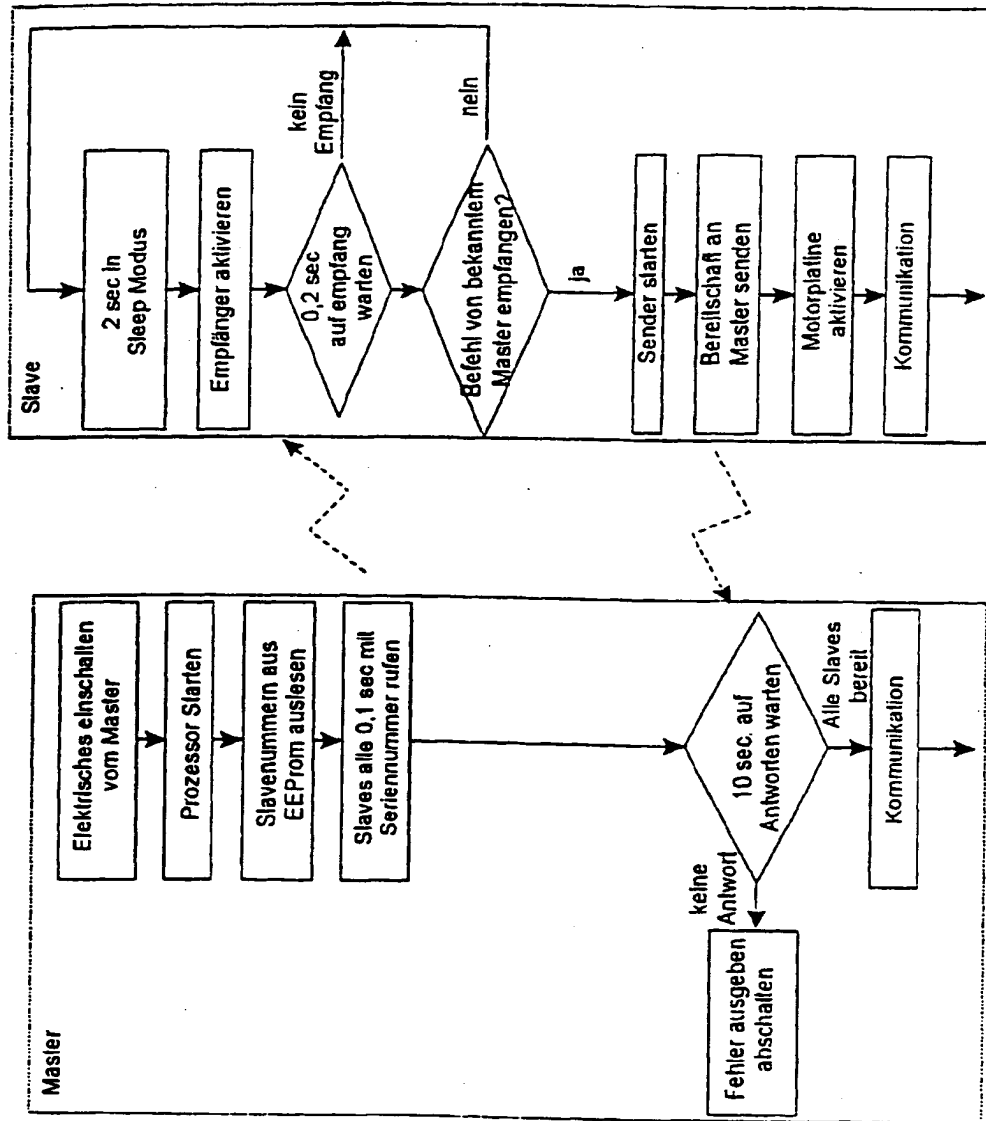 Master
Elektrisches einschalten
vom Master
Prozessor Starten
Slavenummern aus
EEProm auslesen
Slaves alle 0,1 sec mit
Seriennummer rufen
10 sec. auf
Antworten warten
keine
Antwort
Fehler ausgeben
abschalten
Alle Slaves
bereit
Kommunikation
Slave
2 sec in
Sleep Modus
Empfänger aktivieren
0,2 sec
auf empfang
warten
kein
Empfang
Befehl von bekanntem
Master empfangen?
nein
ja
Sender starten
Bereitschaft an
Master senden
Motorplatine
aktivieren
Kommunikation